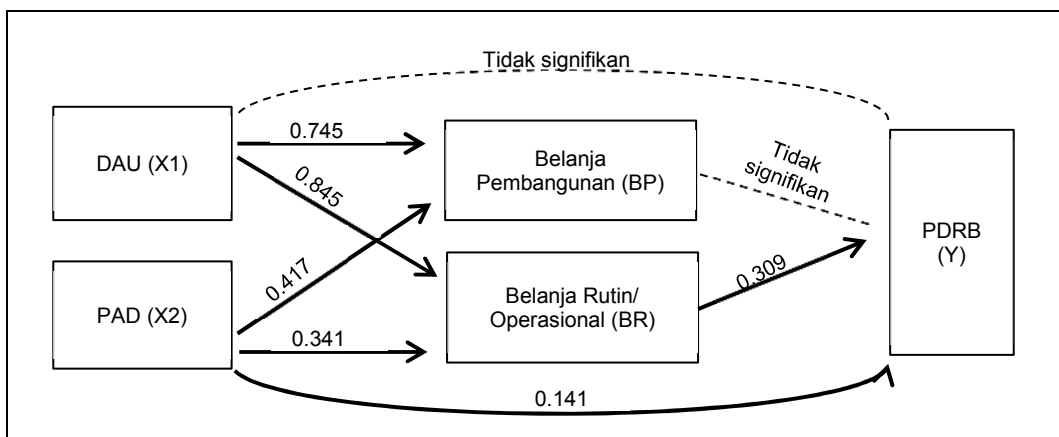 Tidak signifikan
DAU (X1)
0.745
0.845
Belanja
Pembangunan (BP)
Tidak
signifikan
PDRB
(Y)
PAD (X2)
0.417
0.341
Belanja Rutin/
Operasional (BR)
0.309
0.141